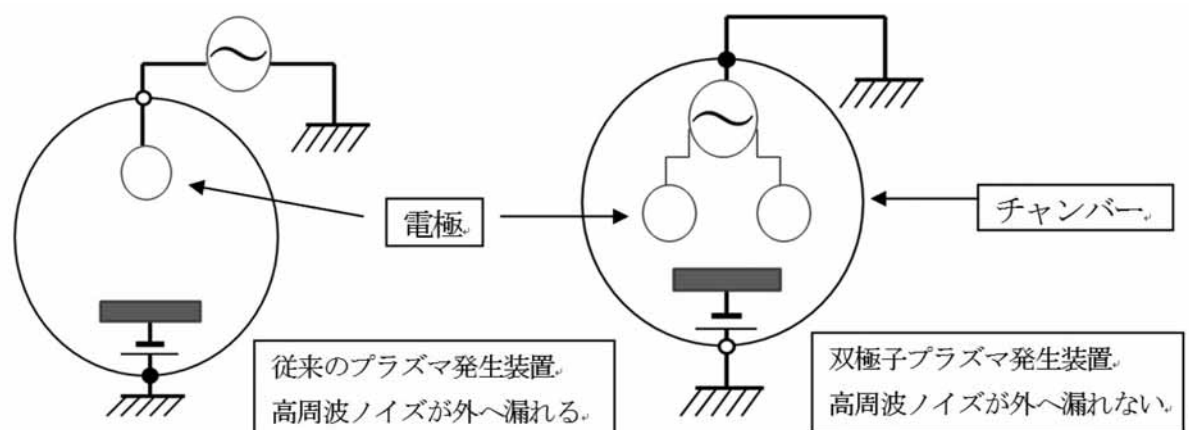 電極
チャンバー
従来のプラズマ発生装置
高周波ノイズが外へ漏れる
双極子プラズマ発生装置
高周波ノイズが外へ漏れない